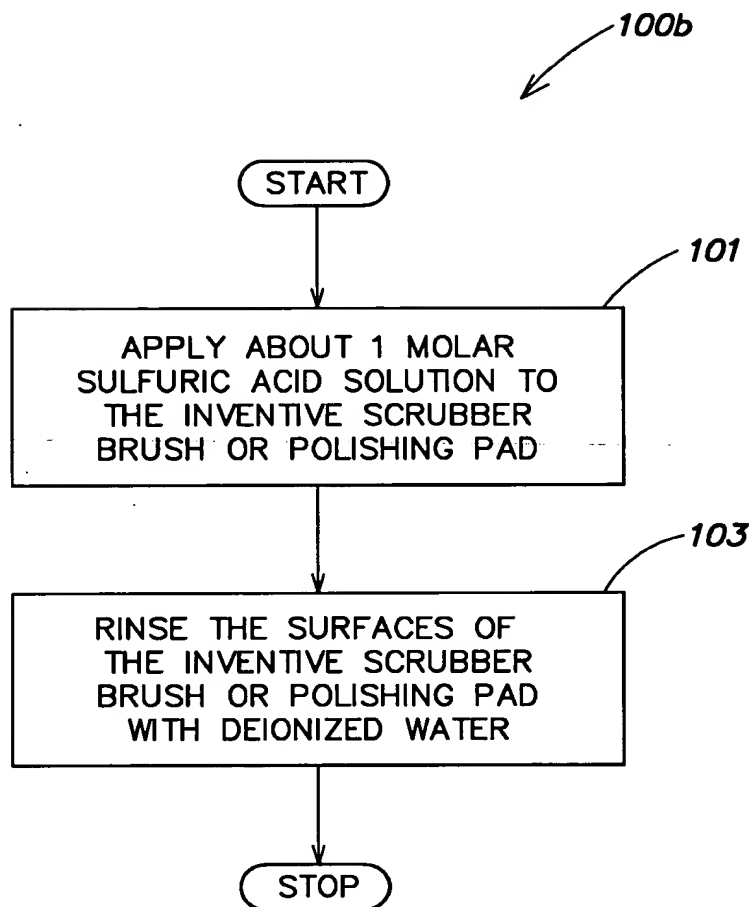 100b
START
101
APPLY ABOUT 1 MOLAR
SULFURIC ACID SOLUTION TO
THE INVENTIVE SCRUBBER
BRUSH OR POLISHING PAD
103
RINSE THE SURFACES OF
THE INVENTIVE SCRUBBER
BRUSH OR POLISHING PAD
WITH DEIONIZED WATER
STOP